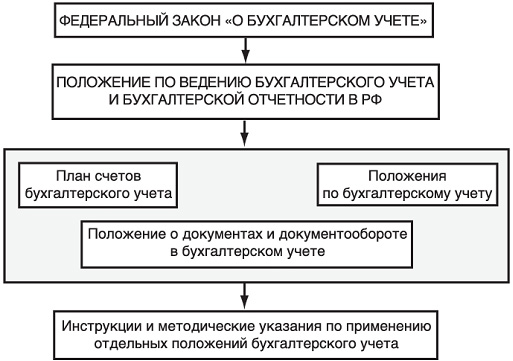 ФЕДЕРАЛЬНЫЙ ЗАКОН «О БУХГАЛТЕРСКОМ УЧЕТЕ»
ПОЛОЖЕНИЕ ПО ВЕДЕНИЮ БУХГАЛТЕРСКОГО УЧЕТА
И БУХГАЛТЕРСКОЙ ОТЧЕТНОСТИ В РФ
План счетов
бухгалтерского учета
Положения
по бухгалтерскому учету
Положение о документах и документообороте
в бухгалтерском учете
Инструкции и методические указания по применению
отдельных положений бухгалтерского учета